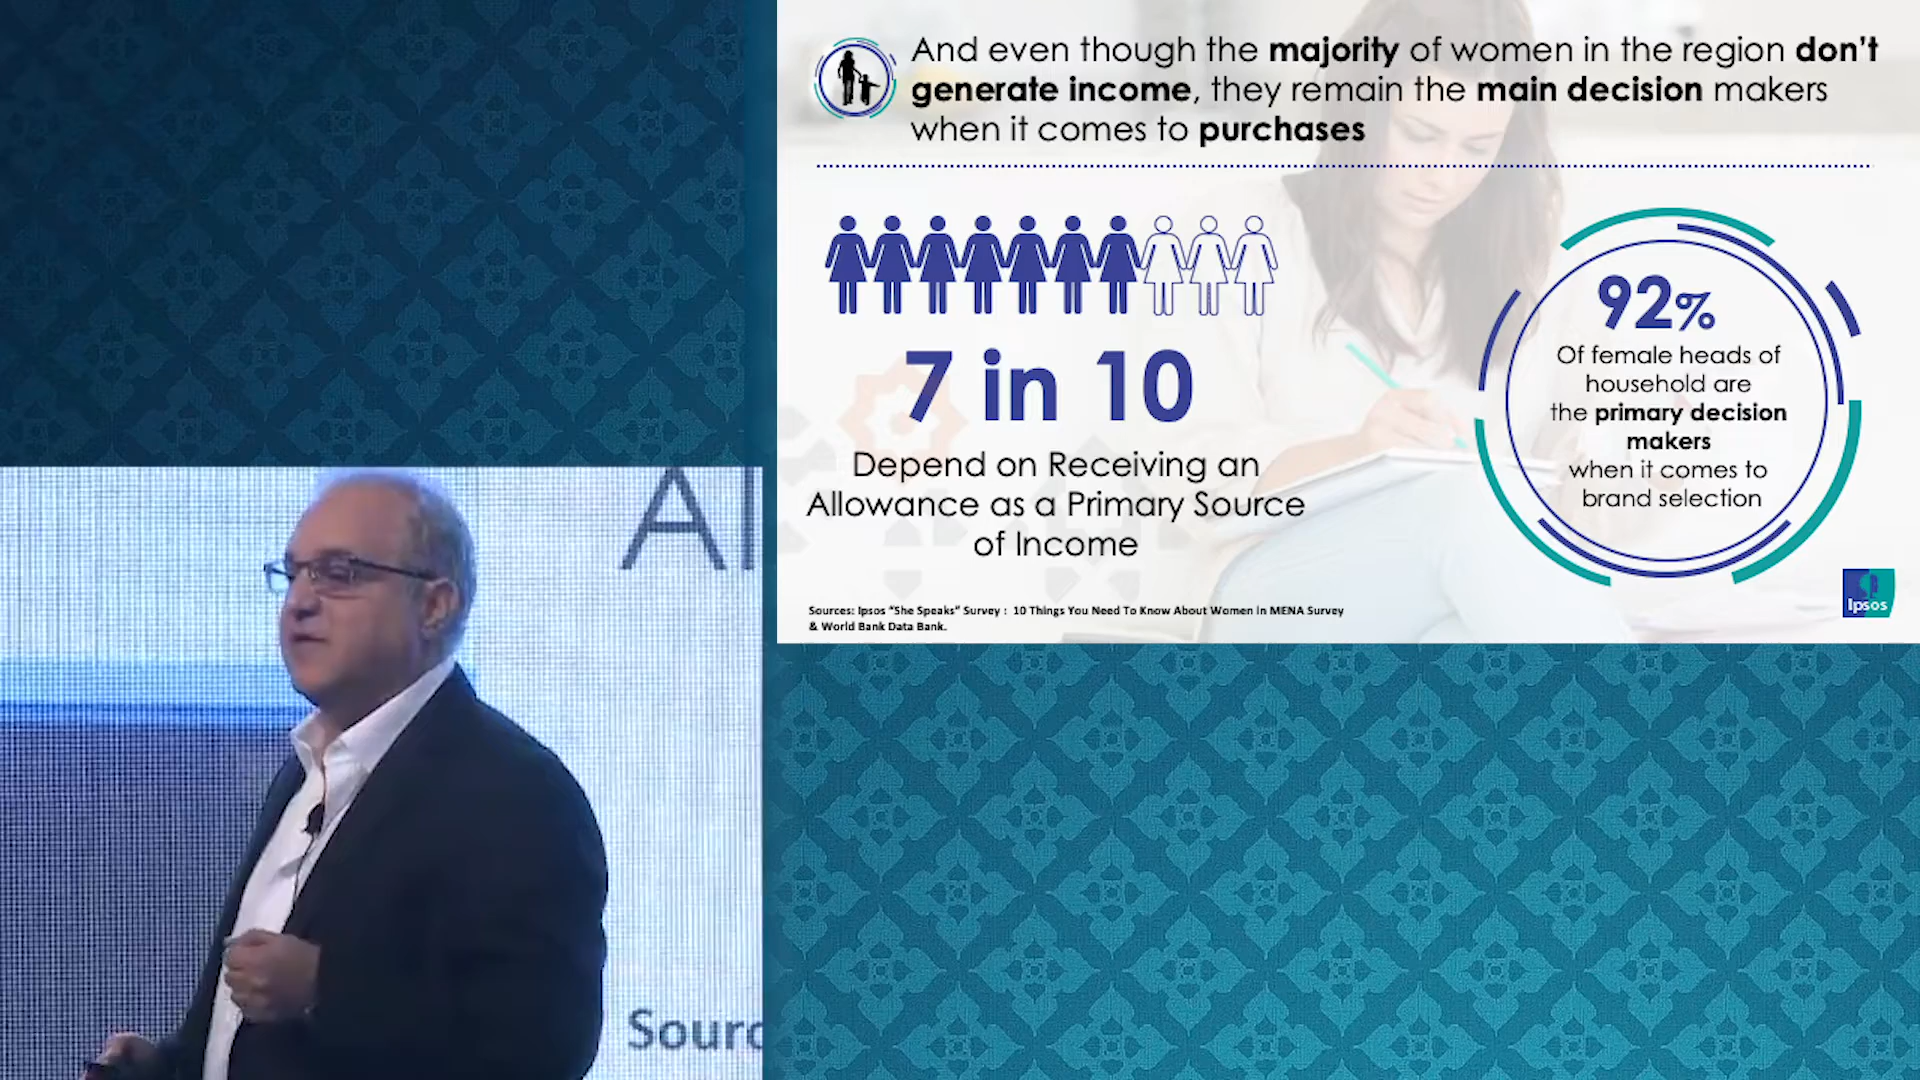 And even though the majority of women in the region don't
generate income, they remain the main decision makers
when it comes to purchases
7 in 10
Depend on Receiving an
Allowance as a Primary Source
of Income
92%
Of female heads of
household are
the primary decision
makers
when it comes to
brand selection
Sources: Ipsos "She Speaks" Survey : 10 Things You Need To Know About Women in MENA Survey
& World Bank Data Bank.
Ipsos
Al
Sourc